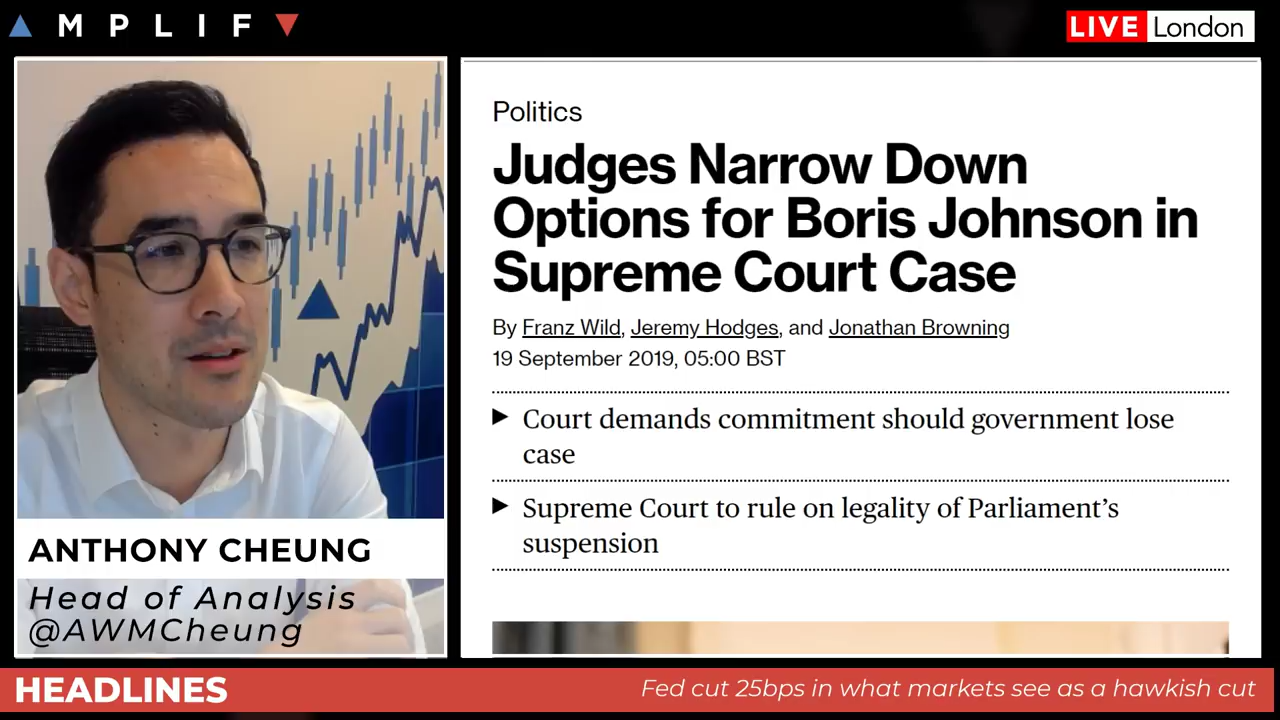 MPLIF
LIVE London
Politics
Judges Narrow Down
Options for Boris Johnson in
Supreme Court Case
By Franz Wild, Jeremy Hodges, and Jonathan Browning
19 September 2019, 05:00 BST
Court demands commitment should government lose
case
Supreme Court to rule on legality of Parliament’s
suspension
ANTHONY CHEUNG
Head of Analysis
@AWMCheung
HEADLINES
Fed cut 25bps in what markets see as a hawkish cut